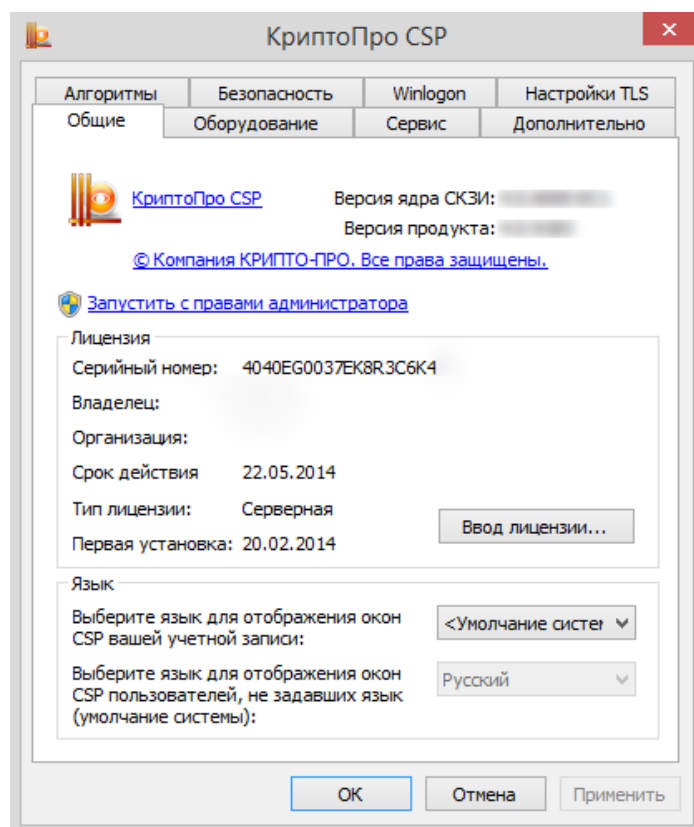 КриптоПро CSP
Алгоритмы Безопасность Winlogon Настройки TLS
Общие Оборудование Сервис Дополнительно
КриптоПро CSP Версия ядра СКЗИ:
Версия продукта:
© Компания КРИПТО-ПРО. Все права защищены.
Запустить с правами администратора
Лицензия
Серийный номер: 4040EG0037EK8R3C6K4
Владелец:
Организация:
Срок действия 22.05.2014
Тип лицензии: Серверная
Ввод лицензии...
Первая установка: 20.02.2014
Язык
Выберите язык для отображения окон
CSP вашей учетной записи:
<Умолчание систе
Выберите язык для отображения окон
CSP пользователей, не задавших язык
(умолчание системы):
Русский
ОК Отмена Применить